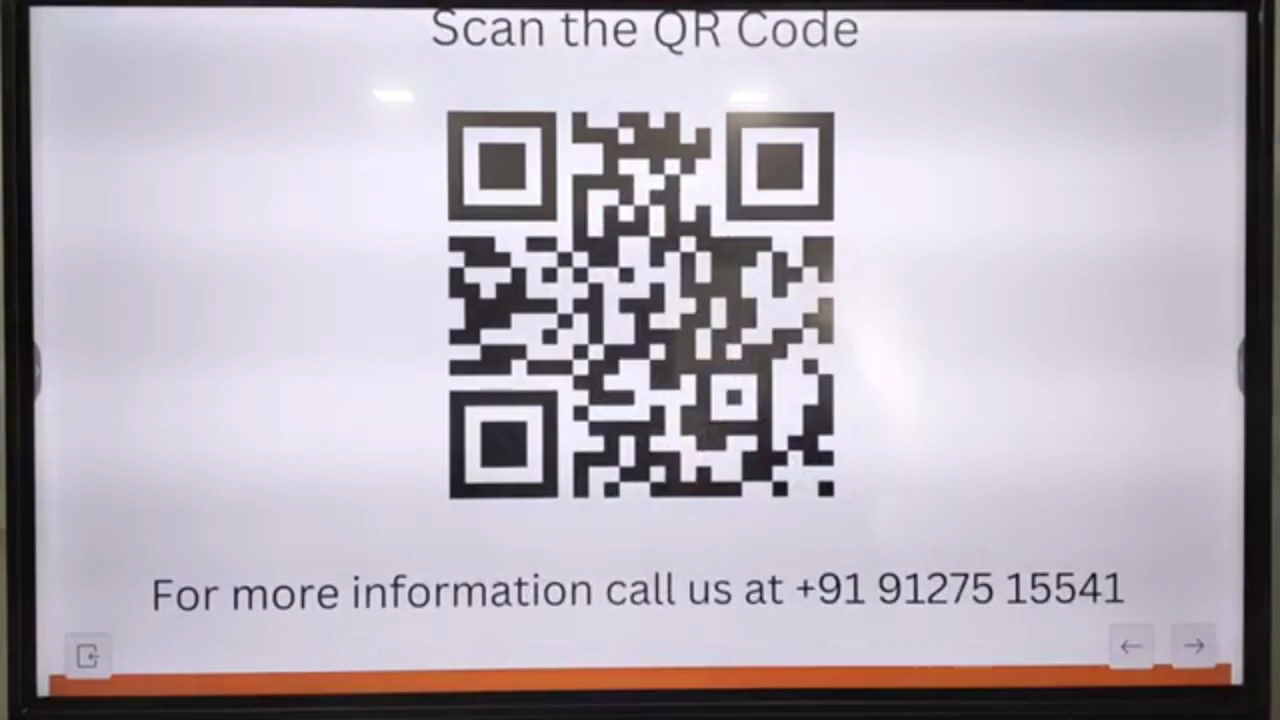 Scan the QR Code
For more information call us at +91 91275 15541